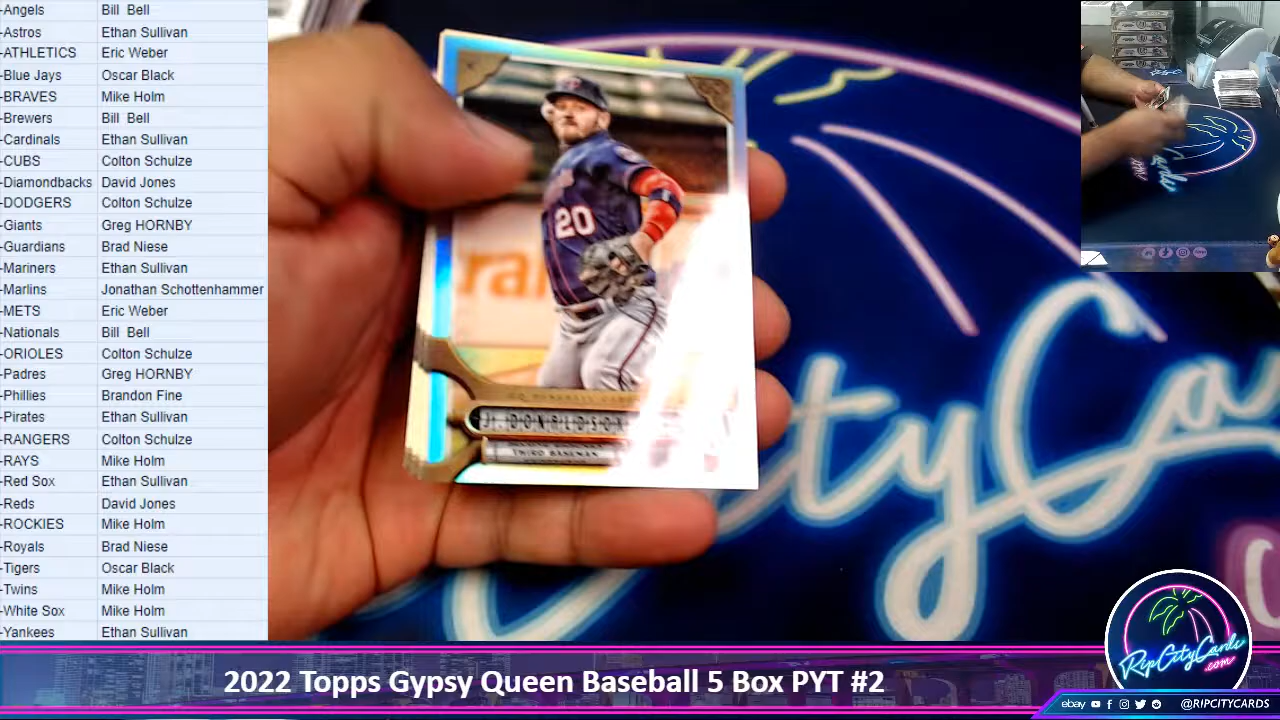 -Angels Bill Bell
-Astros Ethan Sullivan
-ATHLETICS Eric Weber
-Blue Jays Oscar Black
-BRAVES Mike Holm
-Brewers Bill Bell
-Cardinals Ethan Sullivan
-CUBS Colton Schulze
-Diamondbacks David Jones
-DODGERS Colton Schulze
-Giants Greg HORNBY
-Guardians Brad Niese
-Mariners Ethan Sullivan
-Marlins Jonathan Schottenhammer
-METS Eric Weber
-Nationals Bill Bell
-ORIOLES Colton Schulze
-Padres Greg HORNBY
-Phillies Brandon Fine
-Pirates Ethan Sullivan
-RANGERS Colton Schulze
-RAYS Mike Holm
-Red Sox Ethan Sullivan
-Reds David Jones
-ROCKIES Mike Holm
-Royals Brad Niese
-Tigers Oscar Black
-Twins Mike Holm
-White Sox Mike Holm
-Yankees Ethan Sullivan
20
J. DONALDSON
THIRD BASEMAN
ityCa
RipCityCards
.com
2022 Topps Gypsy Queen Baseball 5 Box PYT #2
ebay
@RIPCITYCARDS